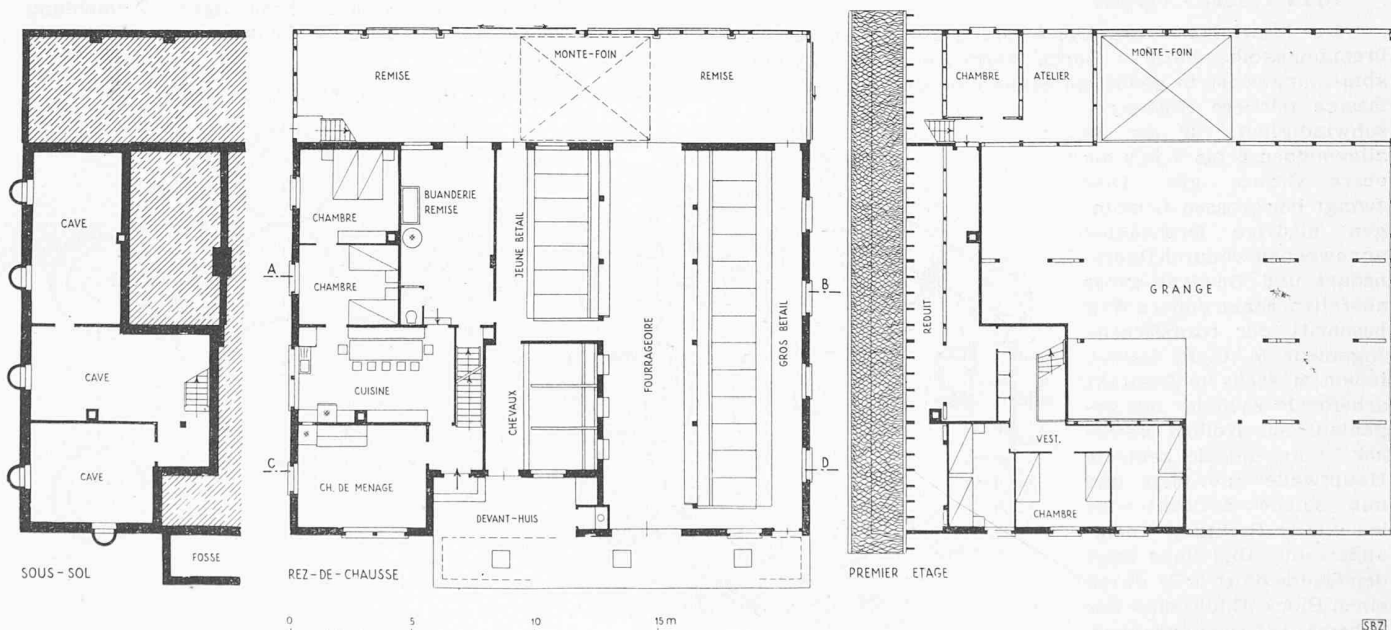 CAVE
CAVE
CAVE
FOSSE
SOUS-SOL
REMISE
MONTE-FOIN
REMISE
CHAMBRE
BUANDERIE
REMISE
JEUNE BETAIL
A
CHAMBRE
B
CUISINE
CHEVAUX
FOURRAGEOIRE
GROS BETAIL
C
CH. DE MENAGE
D
DEVANT-HUIS
REZ-DE-CHAUSSE
0 5 10 15 m
CHAMBRE
ATELIER
MONTE-FOIN
REDUIT
GRANGE
VEST.
CHAMBRE
PREMIER ETAGE
SBZ